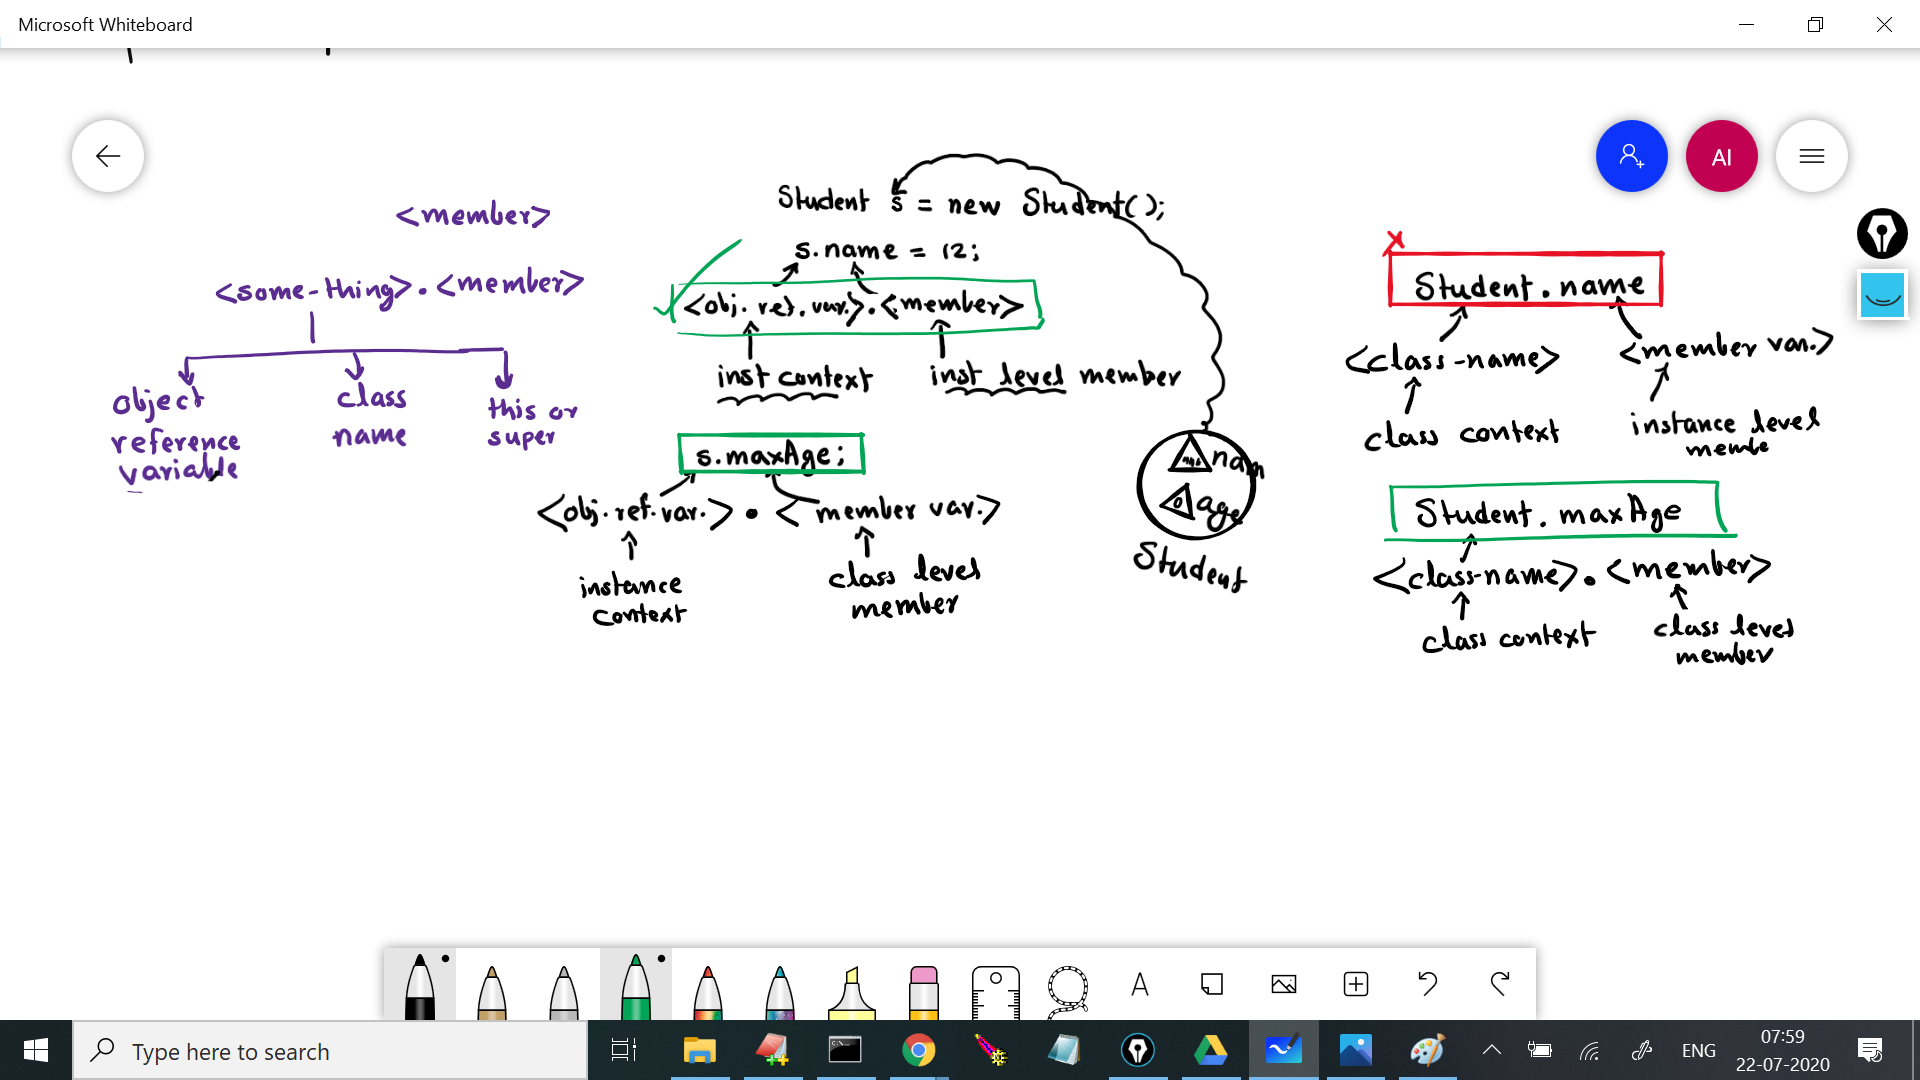 Microsoft Whiteboard
AI
<member>
<some-thing>.<member>
object
reference
variable
class
name
this or
super
Student s = new Student();
s.name = 12;
<obj. ref. var.>.<member>
inst context
inst level member
s.maxAge;
<obj.ref.var.>.<member var.>
instance
context
class level
member
nam
0 age
Student
x
Student.name
<class-name>
<member var.>
class context
instance level
membe
Student.maxAge
<class-name>.<member>
class context
class level
member
A
Type here to search
ENG
07:59
22-07-2020